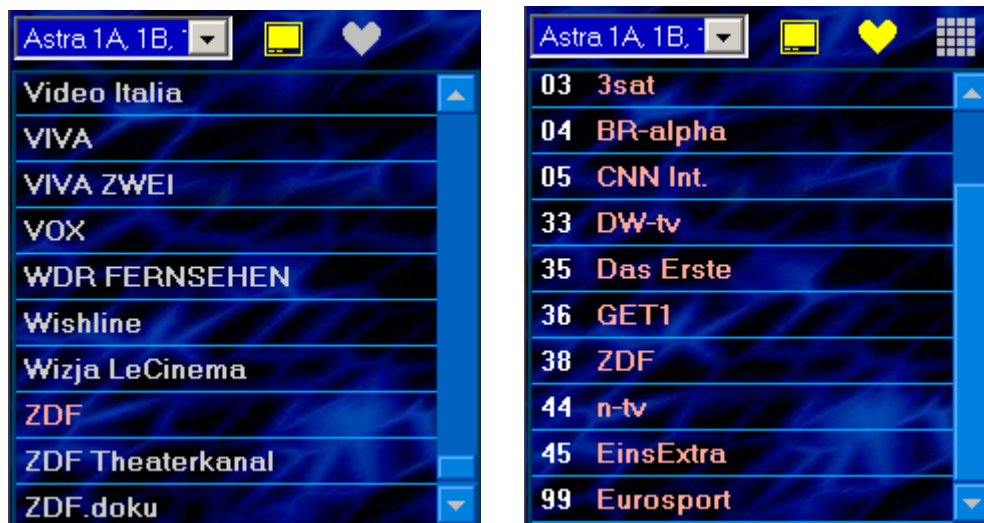 Astra 1A, 1B,
Video Italia
VIVA
VIVA ZWEI
VOX
WDR FERNSEHEN
Wishline
Wizja LeCinema
ZDF
ZDF Theaterkanal
ZDF.doku
Astra 1A, 1B,
03 3sat
04 BR-alpha
05 CNN Int.
33 DW-tv
35 Das Erste
36 GET1
38 ZDF
44 n-tv
45 EinsExtra
99 Eurosport